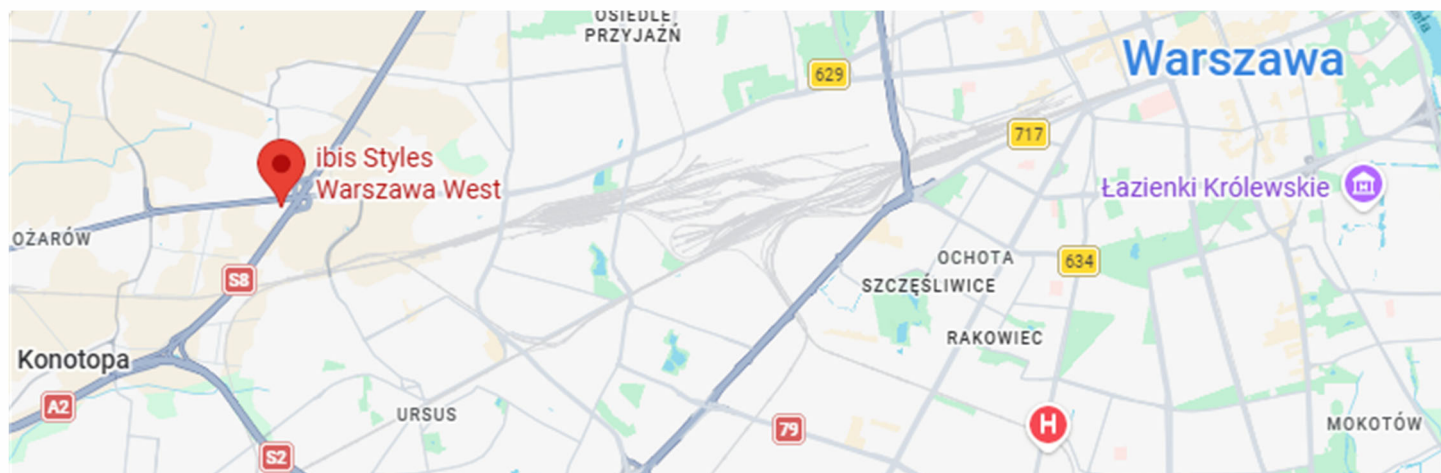 OSIEDLE
PRZYJAŹŃ
Warszawa
629
717
ibis Styles
Warszawa West
Łazienki Królewskie
OŻARÓW
OCHOTA
634
S8
SZCZĘŚLIWICE
RAKOWIEC
Konotopa
A2
URSUS
79
H
MOKOTÓW
S2